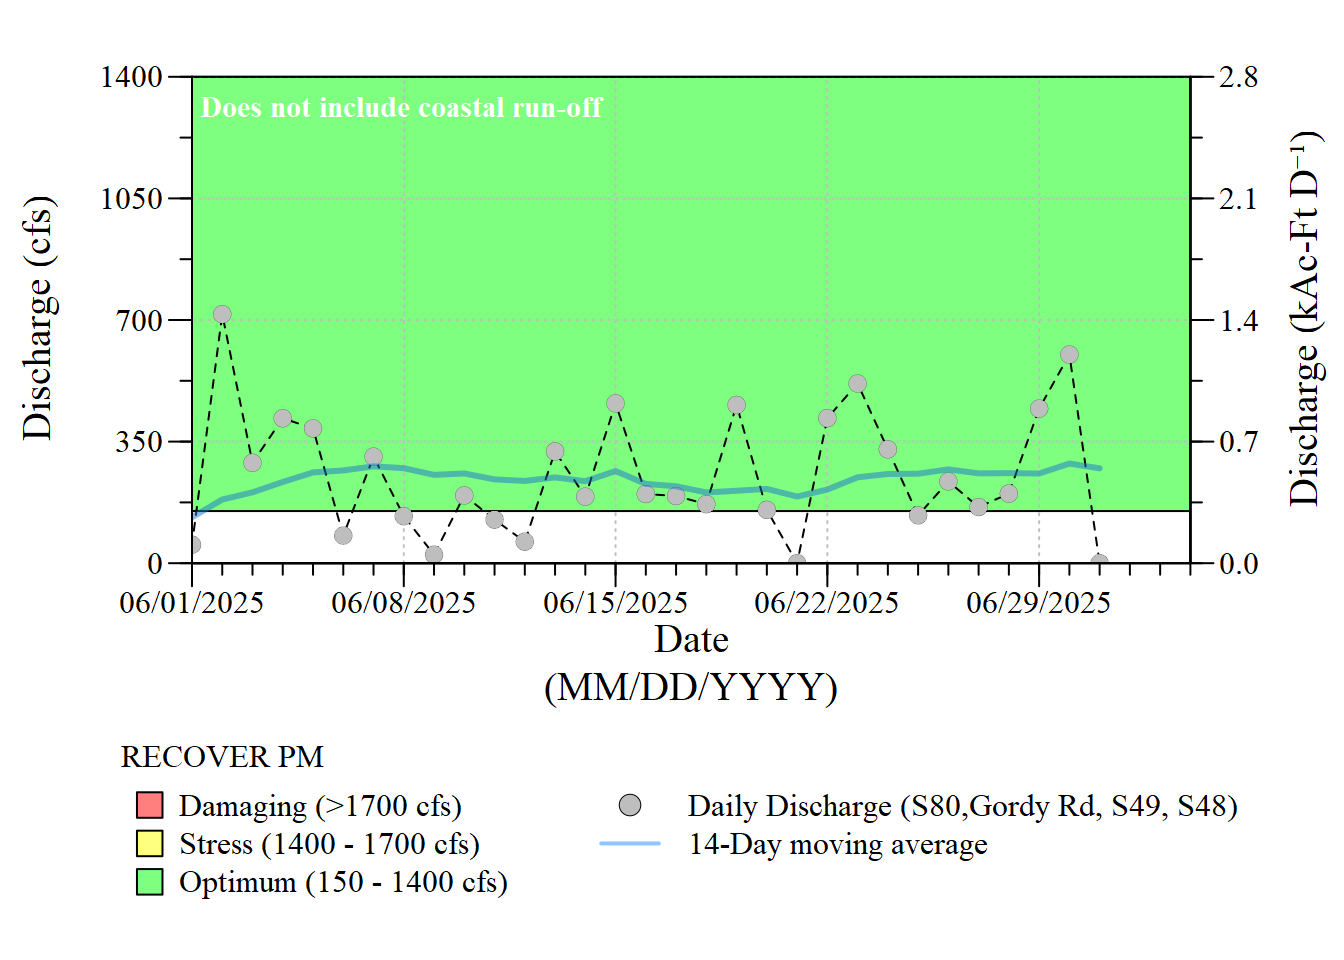 1400
1050
700
350
0
Discharge (cfs)
Does not include coastal run-off
2.8
2.1
1.4
0.7
0.0
Discharge (kAc-Ft D⁻¹)
06/01/2025 06/08/2025 06/15/2025 06/22/2025 06/29/2025
Date
(MM/DD/YYYY)
RECOVER PM
Damaging (>1700 cfs)
Stress (1400 - 1700 cfs)
Optimum (150 - 1400 cfs)
Daily Discharge (S80,Gordy Rd, S49, S48)
14-Day moving average